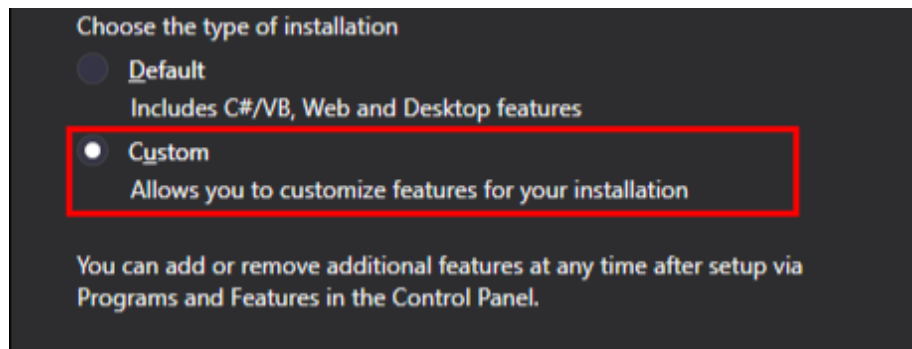 Choose the type of installation
Default
Includes C#/VB, Web and Desktop features
Custom
Allows you to customize features for your installation
You can add or remove additional features at any time after setup via
Programs and Features in the Control Panel.